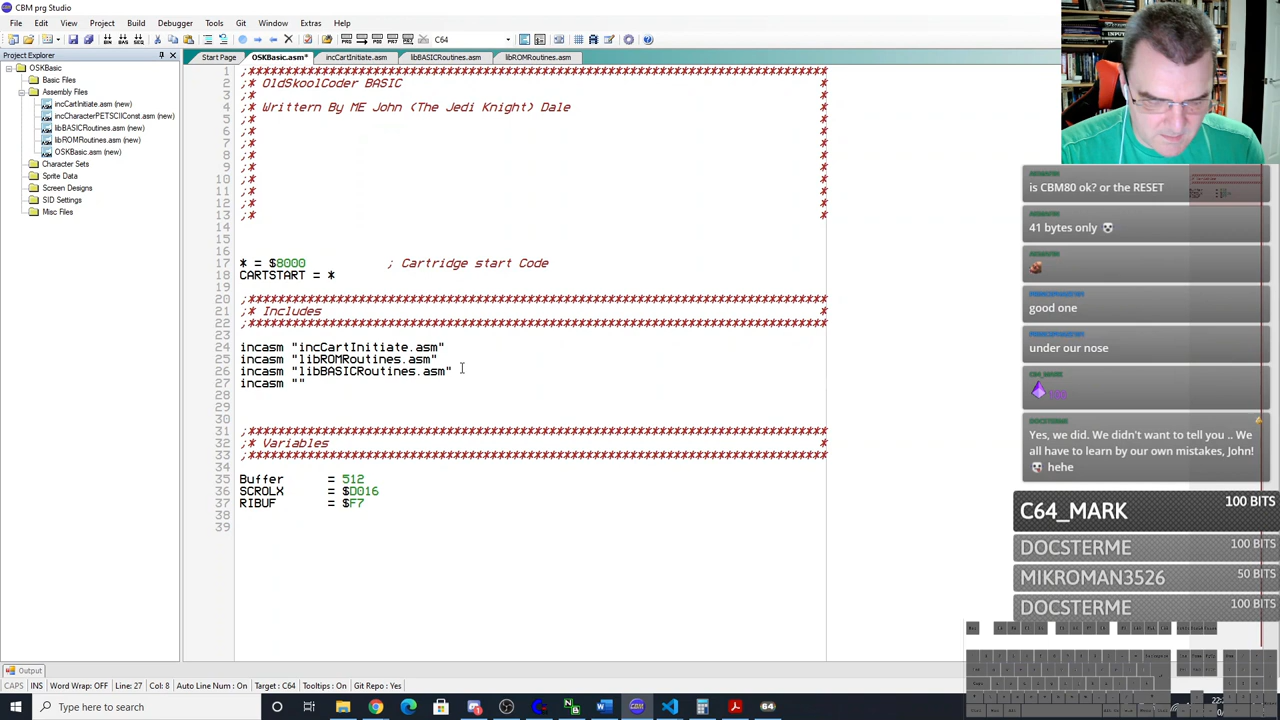 CBM prg Studio
File Edit View Project Build Debugger Tools Git Window Extras Help
C64
Project Explorer
Start Page OSKBasic.asm* incCartInitiate.asm libBASICRoutines.asm libROMRoutines.asm
OSKBasic
Basic Files
Assembly Files
incCartInitiate.asm (new)
incCharacterPETSCIIConst.asm (new)
libBASICRoutines.asm (new)
libROMRoutines.asm (new)
OSKBasic.asm (new)
Character Sets
Sprite Data
Screen Designs
SID Settings
Misc Files
1 ;*******************************************************************************
2 ;* OldSkoolCoder BASIC *
3 ;* *
4 ;* Writtern By ME John (The Jedi Knight) Dale *
5 ;* *
6 ;* *
7 ;* *
8 ;* *
9 ;* *
10 ;* *
11 ;* *
12 ;* *
13 ;* *
14
15
16
17 * = $8000 ; Cartridge start Code
18 CARTSTART = *
19
20 ;*******************************************************************************
21 ;* Includes *
22 ;*******************************************************************************
23
24 incasm "incCartInitiate.asm"
25 incasm "libROMRoutines.asm"
26 incasm "libBASICRoutines.asm"
27 incasm ""
28
29
30
31 ;*******************************************************************************
32 ;* Variables *
33 ;*******************************************************************************
34
35 Buffer = 512
36 SCROLX = $D016
37 RIBUF = $F7
38
39
is CBM80 ok? or the RESET
41 bytes only
good one
under our nose
C64_MARK
100
DOCSTERME
Yes, we did. We didn't want to tell you .. We
all have to learn by our own mistakes, John!
hehe
C64_MARK 100 BITS
DOCSTERME 100 BITS
MIKROMAN3526 50 BITS
DOCSTERME 100 BITS
Output
CAPS INS Word Wrap: OFF Line: 27 Col: 8 Auto Line Num : On Target : C64 Tooltips : On Git Repo : Yes
Type here to search